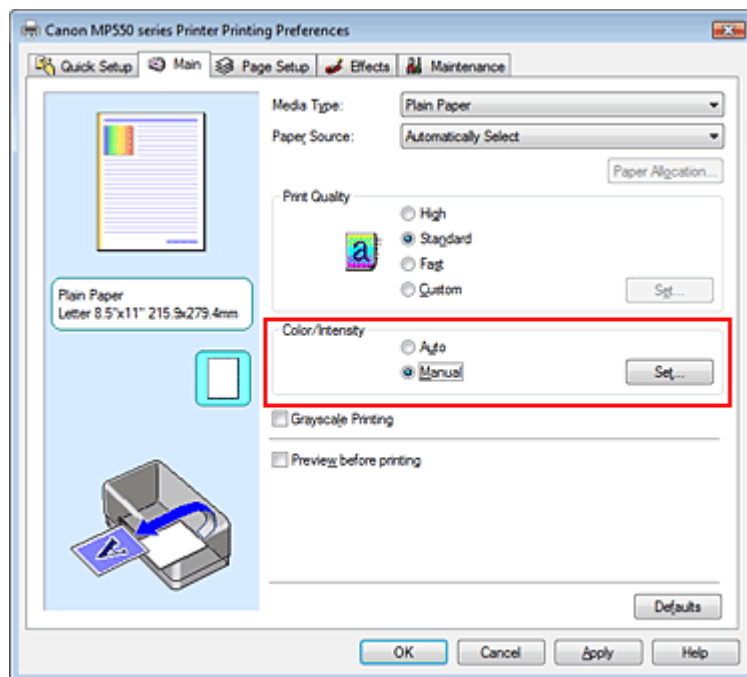 Canon MP550 series Printer Printing Preferences
Quick Setup Main Page Setup Effects Maintenance
Media Type: Plain Paper
Paper Source: Automatically Select
Paper Allocation...
Print Quality
High
a Standard
Fast
Custom Set...
Plain Paper
Letter 8.5"x11" 215.9x279.4mm
Color/Intensity
Auto
Manual Set...
Grayscale Printing
Preview before printing
A
Defaults
OK Cancel Apply Help